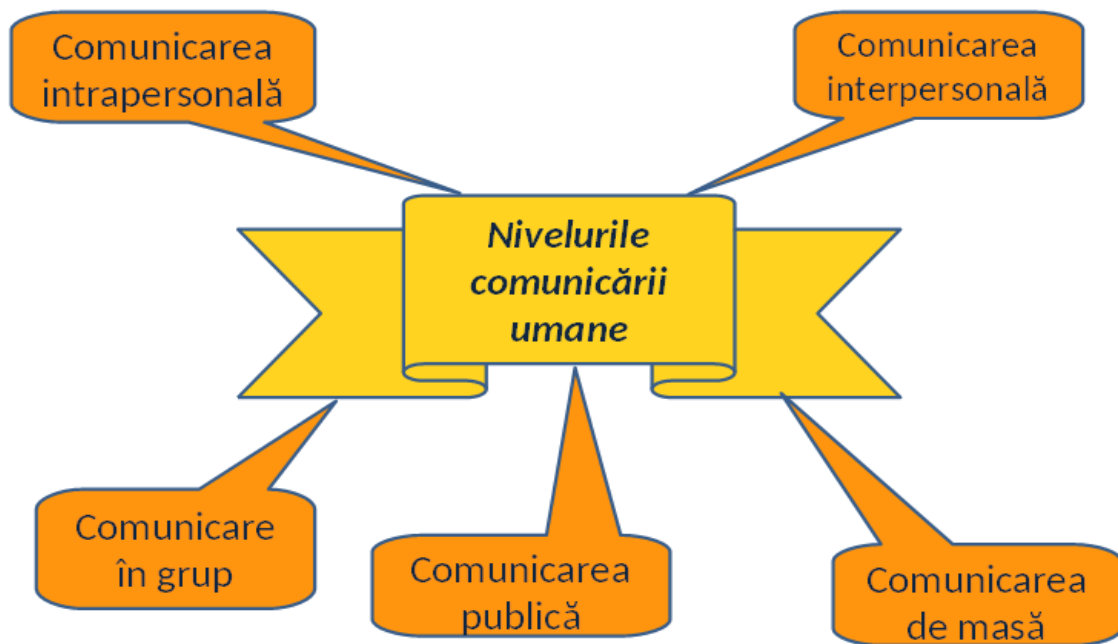 Comunicarea
intrapersonală
Comunicarea
interpersonală
Nivelurile
comunicării
umane
Comunicare
în grup
Comunicarea
publică
Comunicarea
de masă